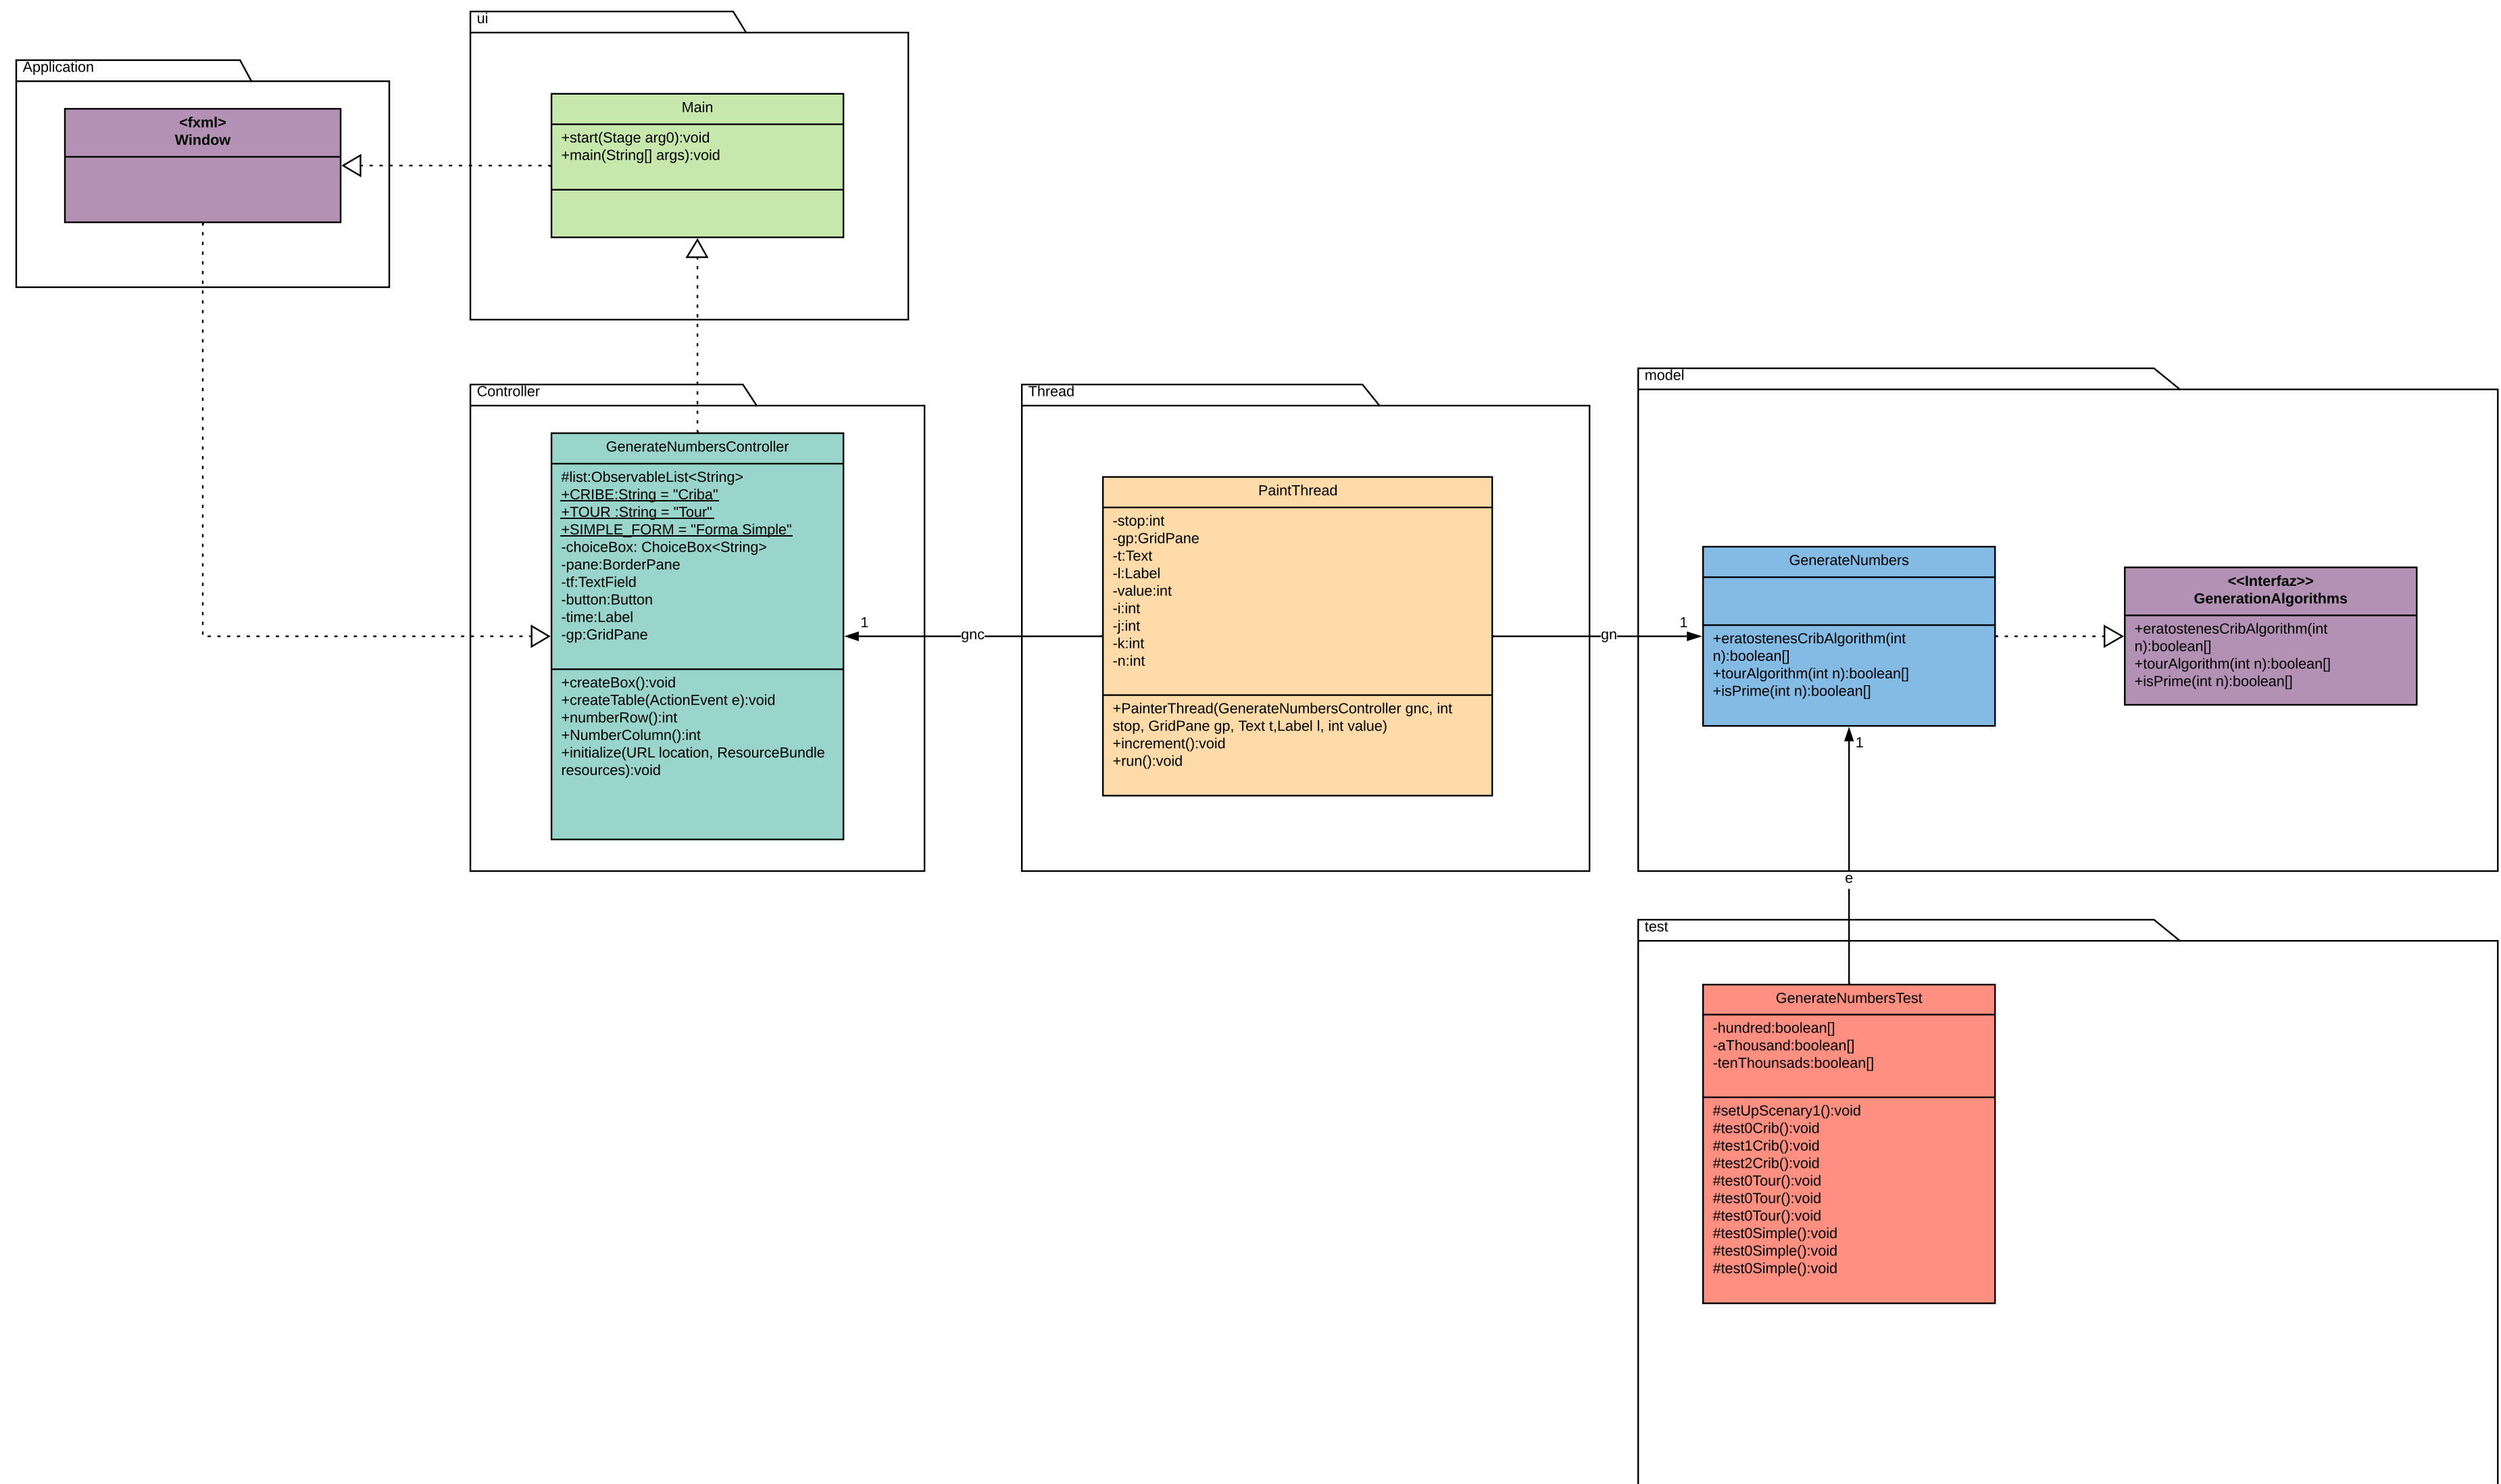 ui
Application
<fxml>
Window
Main
+start(Stage arg0):void
+main(String[] args):void
Controller
GenerateNumbersController
#list:ObservableList<String>
+CRIBE:String = "Criba"
+TOUR :String = "Tour"
+SIMPLE_FORM = "Forma Simple"
-choiceBox: ChoiceBox<String>
-pane:BorderPane
-tf:TextField
-button:Button
-time:Label
-gp:GridPane
+createBox():void
+createTable(ActionEvent e):void
+numberRow():int
+NumberColumn():int
+initialize(URL location, ResourceBundle
resources):void
1
gnc
Thread
PaintThread
-stop:int
-gp:GridPane
-t:Text
-l:Label
-value:int
-i:int
-j:int
-k:int
-n:int
+PainterThread(GenerateNumbersController gnc, int
stop, GridPane gp, Text t,Label l, int value)
+increment():void
+run():void
gn
1
model
GenerateNumbers
+eratostenesCribAlgorithm(int
n):boolean[]
+tourAlgorithm(int n):boolean[]
+isPrime(int n):boolean[]
<<Interfaz>>
GenerationAlgorithms
+eratostenesCribAlgorithm(int
n):boolean[]
+tourAlgorithm(int n):boolean[]
+isPrime(int n):boolean[]
1
e
test
GenerateNumbersTest
-hundred:boolean[]
-aThousand:boolean[]
-tenThounsads:boolean[]
#setUpScenary1():void
#test0Crib():void
#test1Crib():void
#test2Crib():void
#test0Tour():void
#test0Tour():void
#test0Tour():void
#test0Simple():void
#test0Simple():void
#test0Simple():void